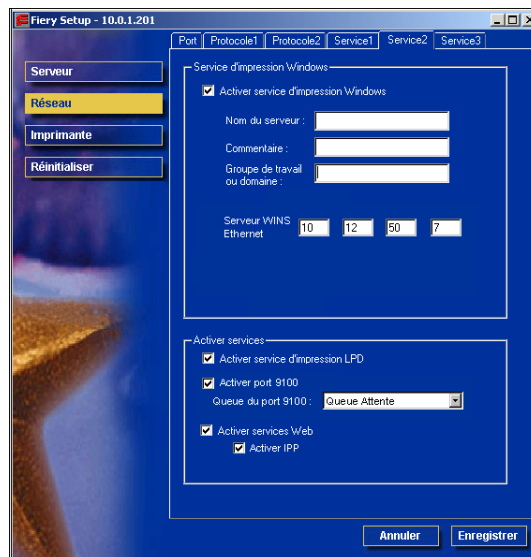 Fiery Setup - 10.0.1.201
Port Protocole1 Protocole2 Service1 Service2 Service3
Serveur
Réseau
Imprimante
Réinitialiser
Service d'impression Windows
Activer service d'impression Windows
Nom du serveur :
Commentaire :
Groupe de travail
ou domaine :
Serveur WINS
Ethernet
10 12 50 7
Activer services
Activer service d'impression LPD
Activer port 9100
Queue du port 9100 : Queue Attente
Activer services Web
Activer IPP
Annuler Enregistrer